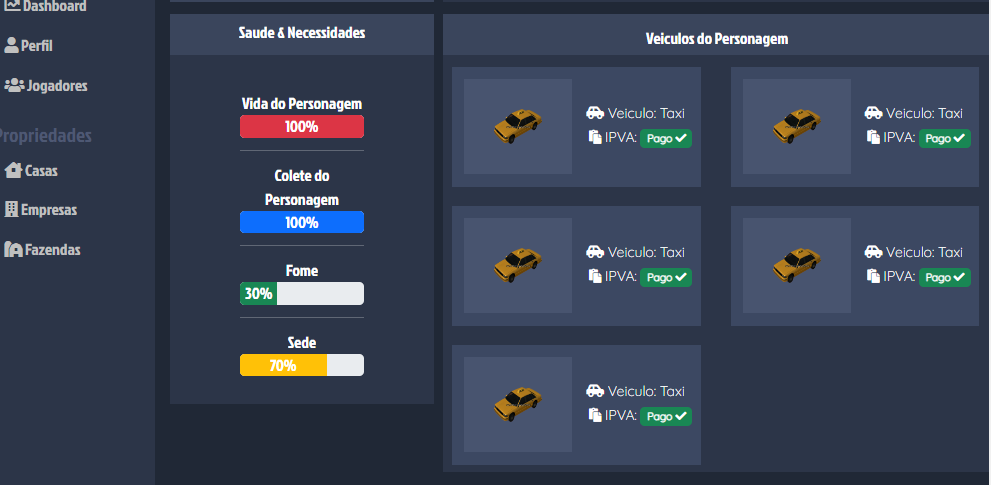 Dashboard
Perfil
Jogadores
Propriedades
Casas
Empresas
Fazendas
Saude & Necessidades
Vida do Personagem
100%
Colete do
Personagem
100%
Fome
30%
Sede
70%
Veiculos do Personagem
Veiculo: Taxi
IPVA: Pago
Veiculo: Taxi
IPVA: Pago
Veiculo: Taxi
IPVA: Pago
Veiculo: Taxi
IPVA: Pago
Veiculo: Taxi
IPVA: Pago